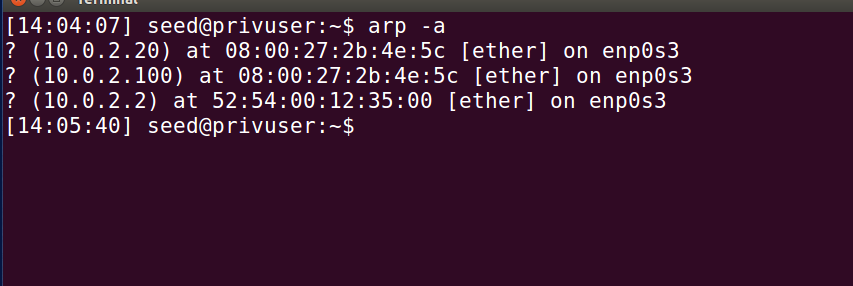 Terminal
[14:04:07] seed@privuser:~$ arp -a
? (10.0.2.20) at 08:00:27:2b:4e:5c [ether] on enp0s3
? (10.0.2.100) at 08:00:27:2b:4e:5c [ether] on enp0s3
? (10.0.2.2) at 52:54:00:12:35:00 [ether] on enp0s3
[14:05:40] seed@privuser:~$